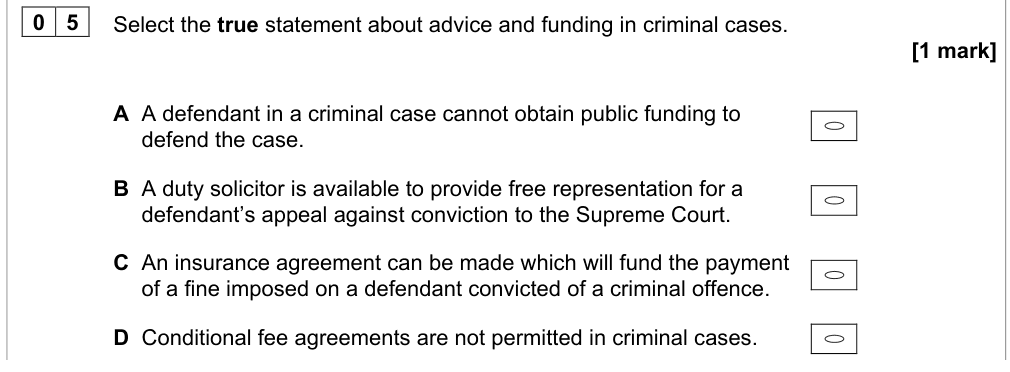 0 5 Select the true statement about advice and funding in criminal cases.
[1 mark]
A A defendant in a criminal case cannot obtain public funding to
defend the case.
B A duty solicitor is available to provide free representation for a
defendant’s appeal against conviction to the Supreme Court.
C An insurance agreement can be made which will fund the payment
of a fine imposed on a defendant convicted of a criminal offence.
D Conditional fee agreements are not permitted in criminal cases.